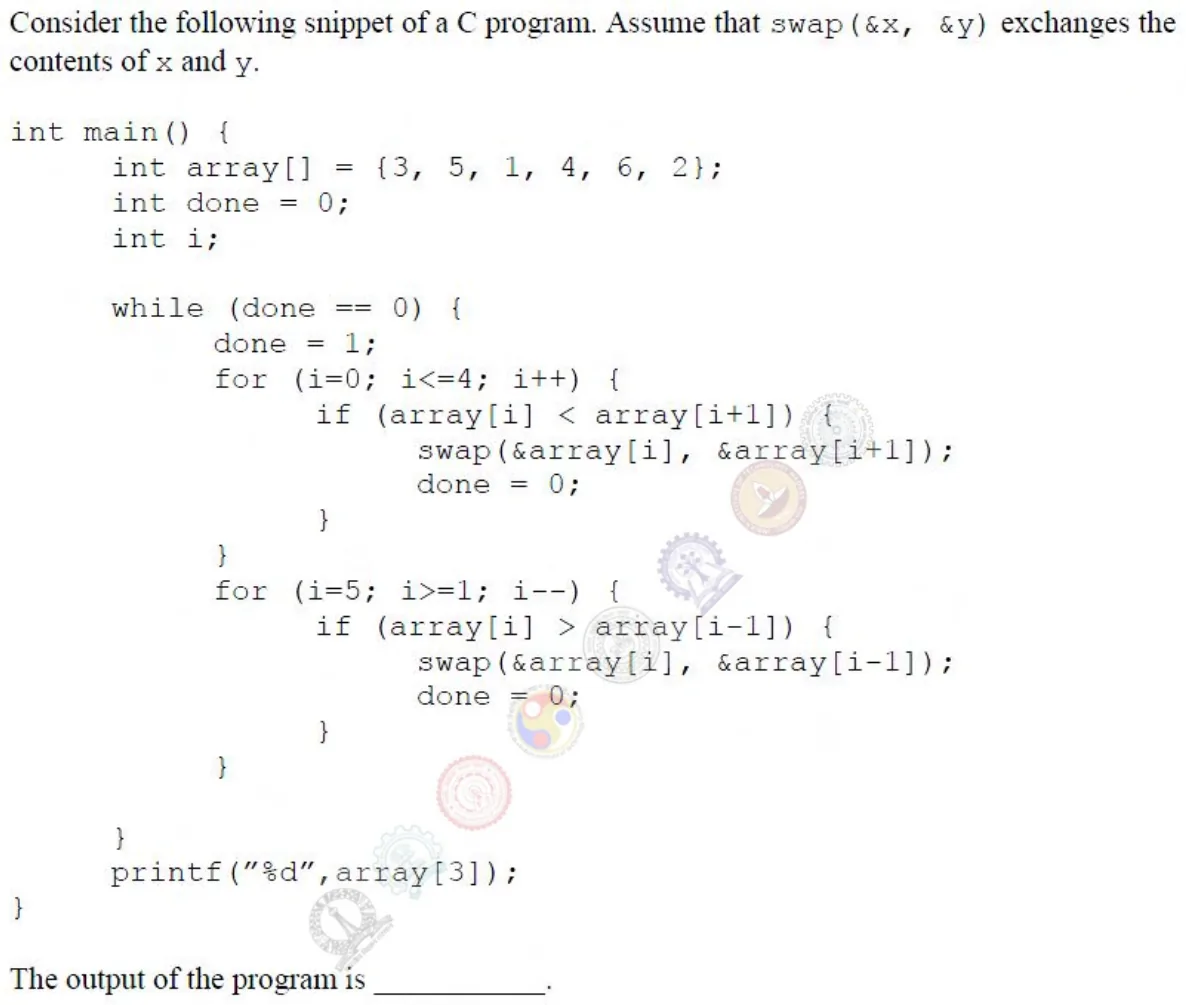 Consider the following snippet of a C program. Assume that swap(&x, &y) exchanges the
contents of x and y.
int main() {
int array[] = {3, 5, 1, 4, 6, 2};
int done = 0;
int i;
while (done == 0) {
done = 1;
for (i=0; i<=4; i++) {
if (array[i] < array[i+1]) {
swap(&array[i], &array[i+1]);
done = 0;
}
}
for (i=5; i>=1; i--) {
if (array[i] > array[i-1]) {
swap(&array[i], &array[i-1]);
done = 0;
}
}
}
printf(”%d”,array[3]);
}
The output of the program is ___________.